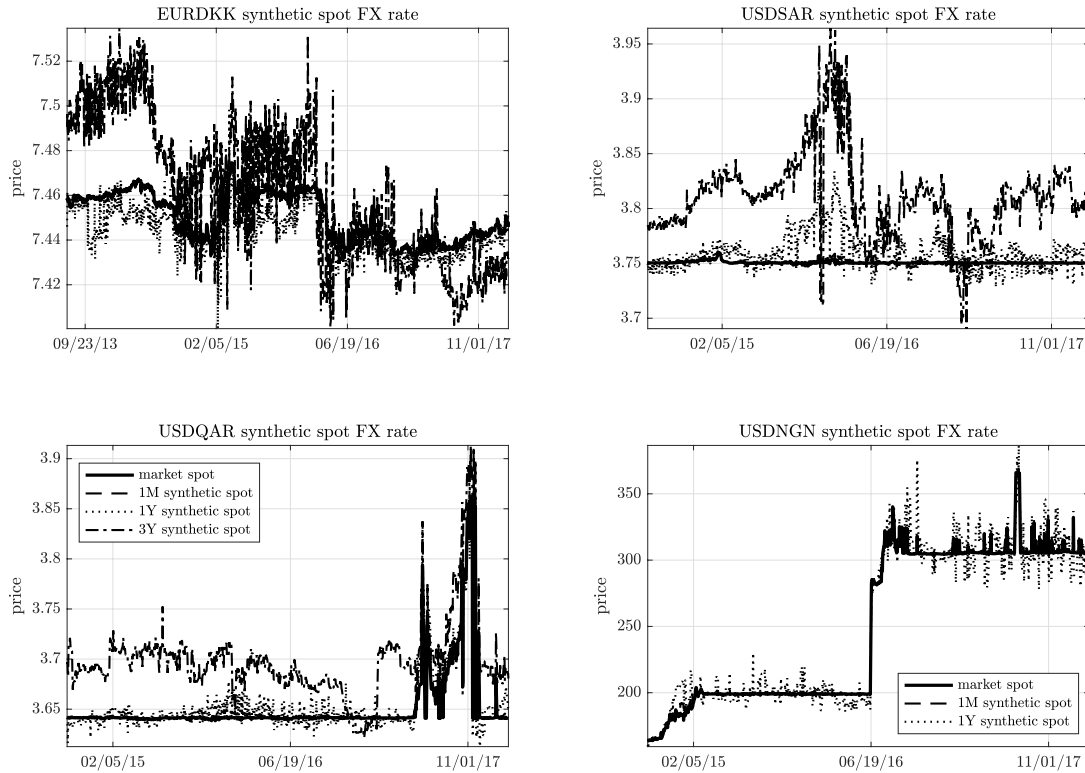 EURDKK synthetic spot FX rate
price
7.52
7.5
7.48
7.46
7.44
7.42
09/23/13 02/05/15 06/19/16 11/01/17
USDSAR synthetic spot FX rate
price
3.95
3.9
3.85
3.8
3.75
3.7
02/05/15 06/19/16 11/01/17
USDQAR synthetic spot FX rate
price
3.9
3.85
3.8
3.75
3.7
3.65
market spot
1M synthetic spot
1Y synthetic spot
3Y synthetic spot
02/05/15 06/19/16 11/01/17
USDNGN synthetic spot FX rate
price
350
300
250
200
market spot
1M synthetic spot
1Y synthetic spot
02/05/15 06/19/16 11/01/17